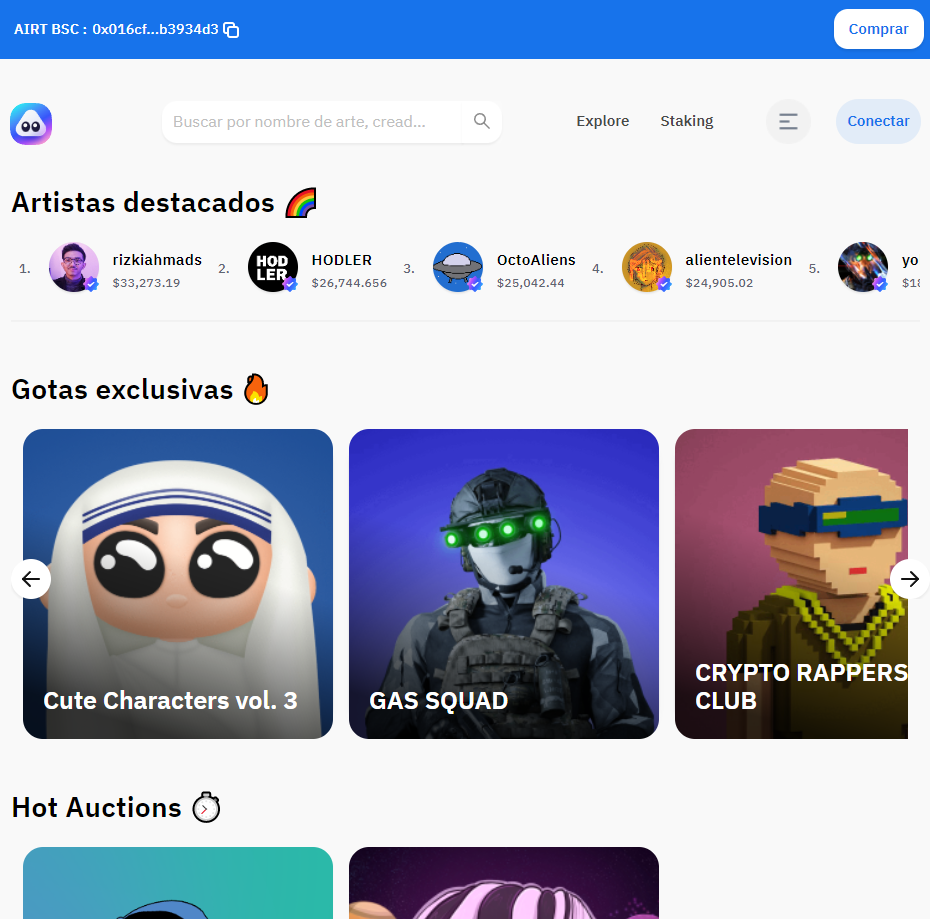 AIRT BSC : 0x016cf...b3934d3
Comprar
Buscar por nombre de arte, cread...
Explore
Staking
Conectar
Artistas destacados
1.
rizkiahmads
$33,273.19
2.
HODLER
HODLER
$26,744.656
3.
OctoAliens
$25,042.44
4.
alientelevision
$24,905.02
5.
yo
$18
Gotas exclusivas
Cute Characters vol. 3
GAS SQUAD
CRYPTO RAPPERS
CLUB
Hot Auctions